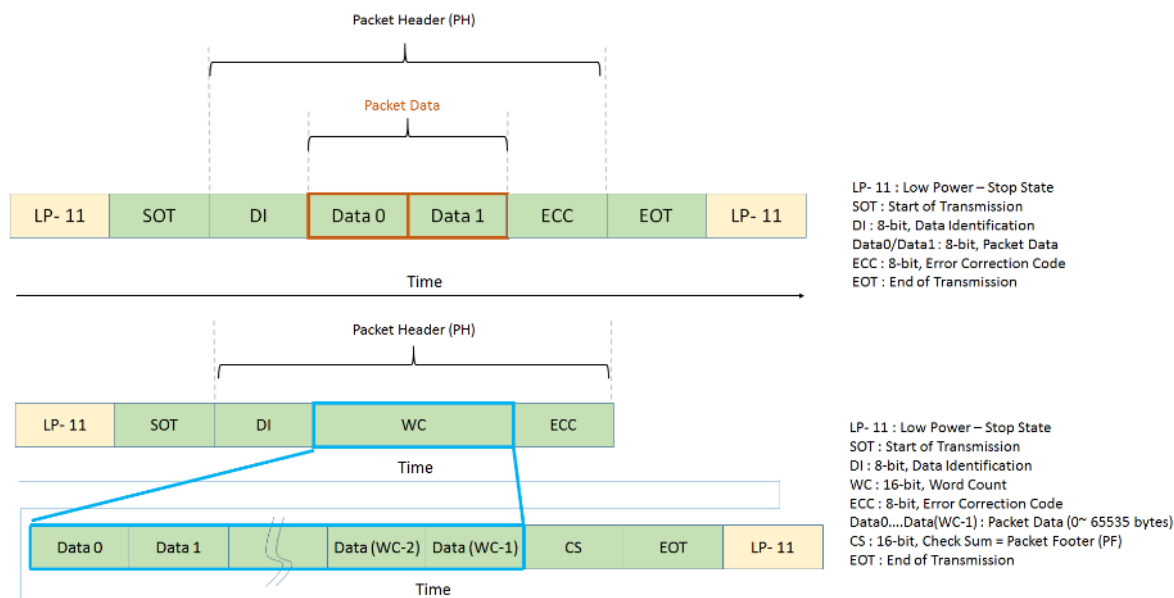 Packet Header (PH)
Packet Data
LP- 11 SOT DI Data 0 Data 1 ECC EOT LP- 11
Time
LP- 11 : Low Power – Stop State
SOT : Start of Transmission
DI : 8-bit, Data Identification
Data0/Data1 : 8-bit, Packet Data
ECC : 8-bit, Error Correction Code
EOT : End of Transmission
Packet Header (PH)
LP- 11 SOT DI WC ECC
Time
Data 0 Data 1 Data (WC-2) Data (WC-1) CS EOT LP- 11
Time
LP- 11 : Low Power – Stop State
SOT : Start of Transmission
DI : 8-bit, Data Identification
WC : 16-bit, Word Count
ECC : 8-bit, Error Correction Code
Data0....Data(WC-1) : Packet Data (0~ 65535 bytes)
CS : 16-bit, Check Sum = Packet Footer (PF)
EOT : End of Transmission